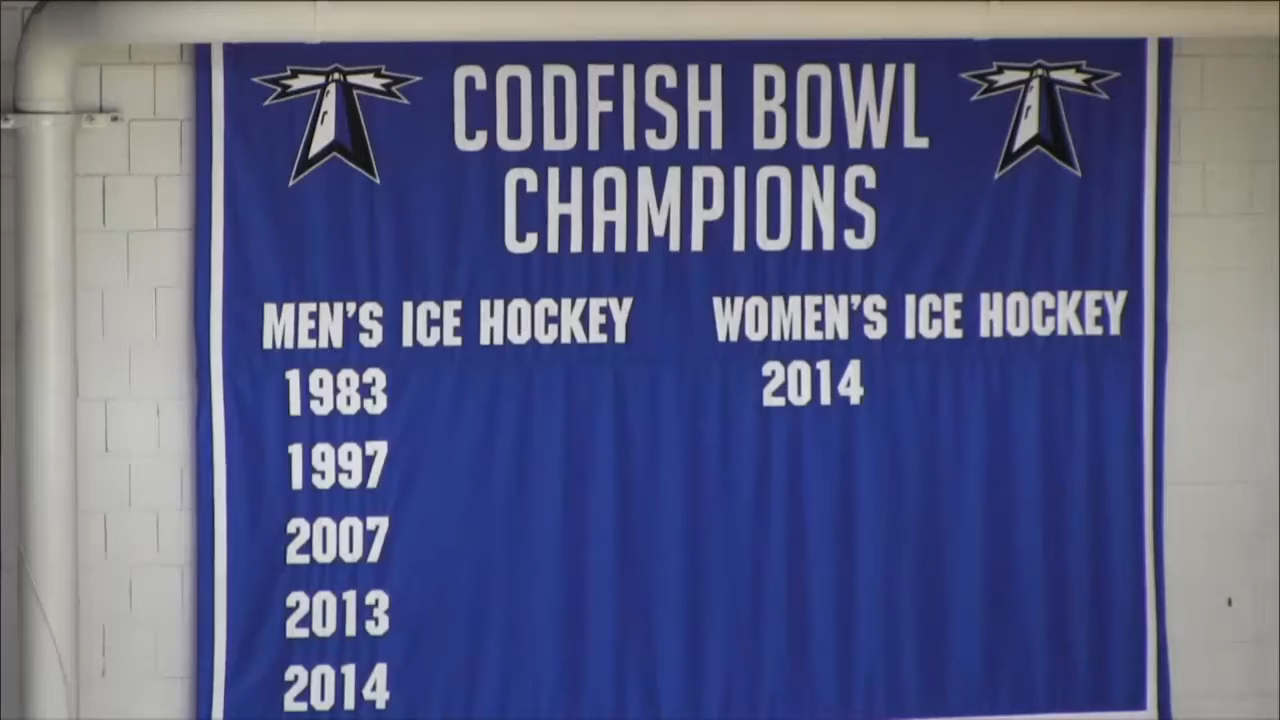 CODFISH BOWL
CHAMPIONS
MEN'S ICE HOCKEY
1983
1997
2007
2013
2014
WOMEN'S ICE HOCKEY
2014